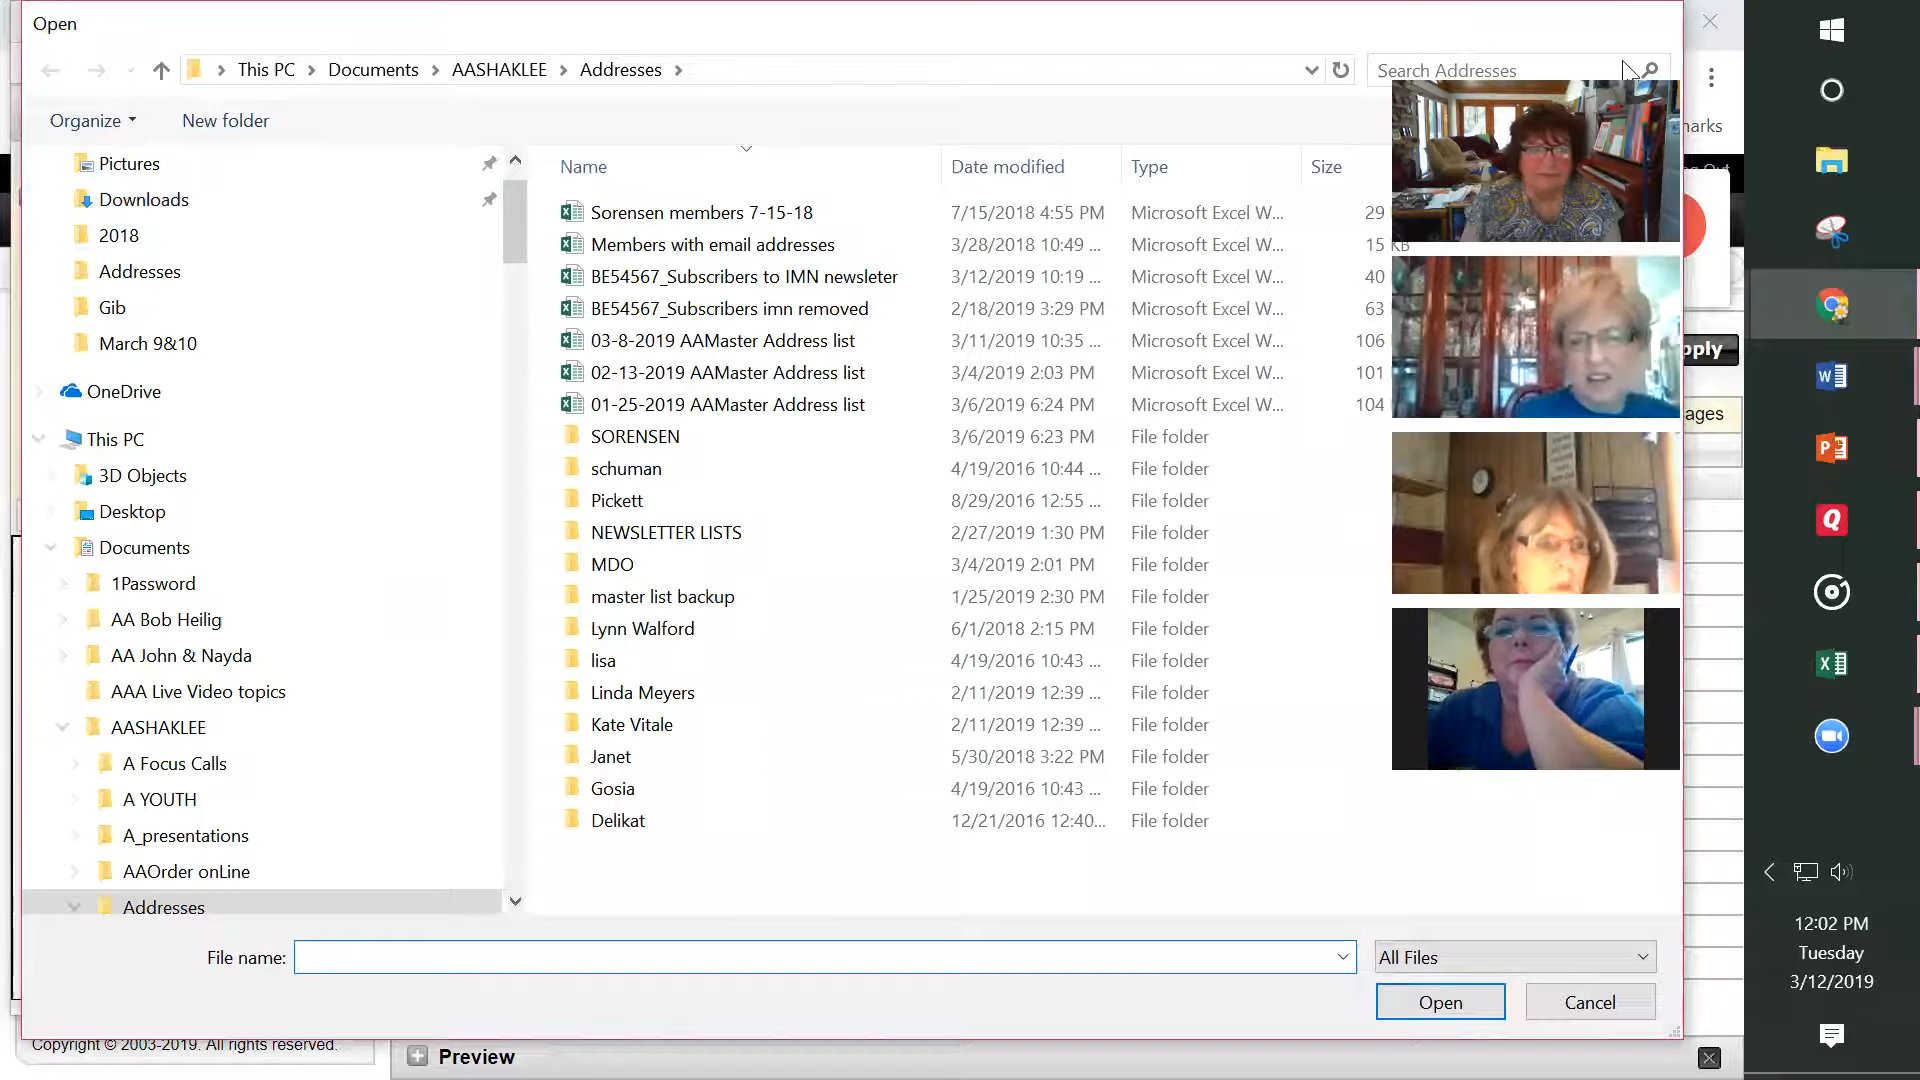 Open
This PC
Documents
AASHAKLEE
Addresses
Search Addresses
Organize
New folder
Pictures
Downloads
2018
Addresses
Gib
March 9&10
OneDrive
This PC
3D Objects
Desktop
Documents
1Password
AA Bob Heilig
AA John & Nayda
AAA Live Video topics
AASHAKLEE
A Focus Calls
A YOUTH
A_presentations
AAOrder onLine
Addresses
Name Date modified Type Size
Sorensen members 7-15-18 7/15/2018 4:55 PM Microsoft Excel W... 29
Members with email addresses 3/28/2018 10:49 ... Microsoft Excel W... 15 KB
BE54567_Subscribers to IMN newsleter 3/12/2019 10:19 ... Microsoft Excel W... 40
BE54567_Subscribers imn removed 2/18/2019 3:29 PM Microsoft Excel W... 63
03-8-2019 AAMaster Address list 3/11/2019 10:35 ... Microsoft Excel W... 106
02-13-2019 AAMaster Address list 3/4/2019 2:03 PM Microsoft Excel W... 101
01-25-2019 AAMaster Address list 3/6/2019 6:24 PM Microsoft Excel W... 104
SORENSEN 3/6/2019 6:23 PM File folder
schuman 4/19/2016 10:44 ... File folder
Pickett 8/29/2016 12:55 ... File folder
NEWSLETTER LISTS 2/27/2019 1:30 PM File folder
MDO 3/4/2019 2:01 PM File folder
master list backup 1/25/2019 2:30 PM File folder
Lynn Walford 6/1/2018 2:15 PM File folder
lisa 4/19/2016 10:43 ... File folder
Linda Meyers 2/11/2019 12:39 ... File folder
Kate Vitale 2/11/2019 12:39 ... File folder
Janet 5/30/2018 3:22 PM File folder
Gosia 4/19/2016 10:43 ... File folder
Delikat 12/21/2016 12:40... File folder
File name:
All Files
Open
Cancel
Copyright © 2003-2019. All rights reserved.
Preview
arks
pply
ages
12:02 PM
Tuesday
3/12/2019